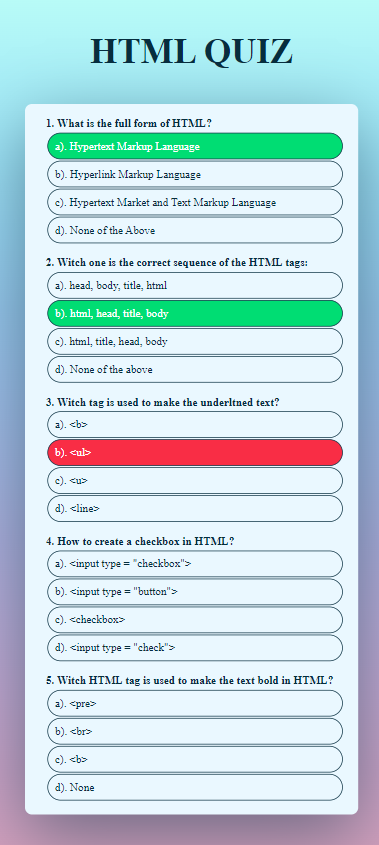 HTML QUIZ
1. What is the full form of HTML?
a). Hypertext Markup Language
b). Hyperlink Markup Language
c). Hypertext Market and Text Markup Language
d). None of the Above
2. Witch one is the correct sequence of the HTML tags:
a). head, body, title, html
b). html, head, title, body
c). html, title, head, body
d). None of the above
3. Witch tag is used to make the underltned text?
a). <b>
b). <ul>
c). <u>
d). <line>
4. How to create a checkbox in HTML?
a). <input type = "checkbox">
b). <input type = "button">
c). <checkbox>
d). <input type = "check">
5. Witch HTML tag is used to make the text bold in HTML?
a). <pre>
b). <br>
c). <b>
d). None